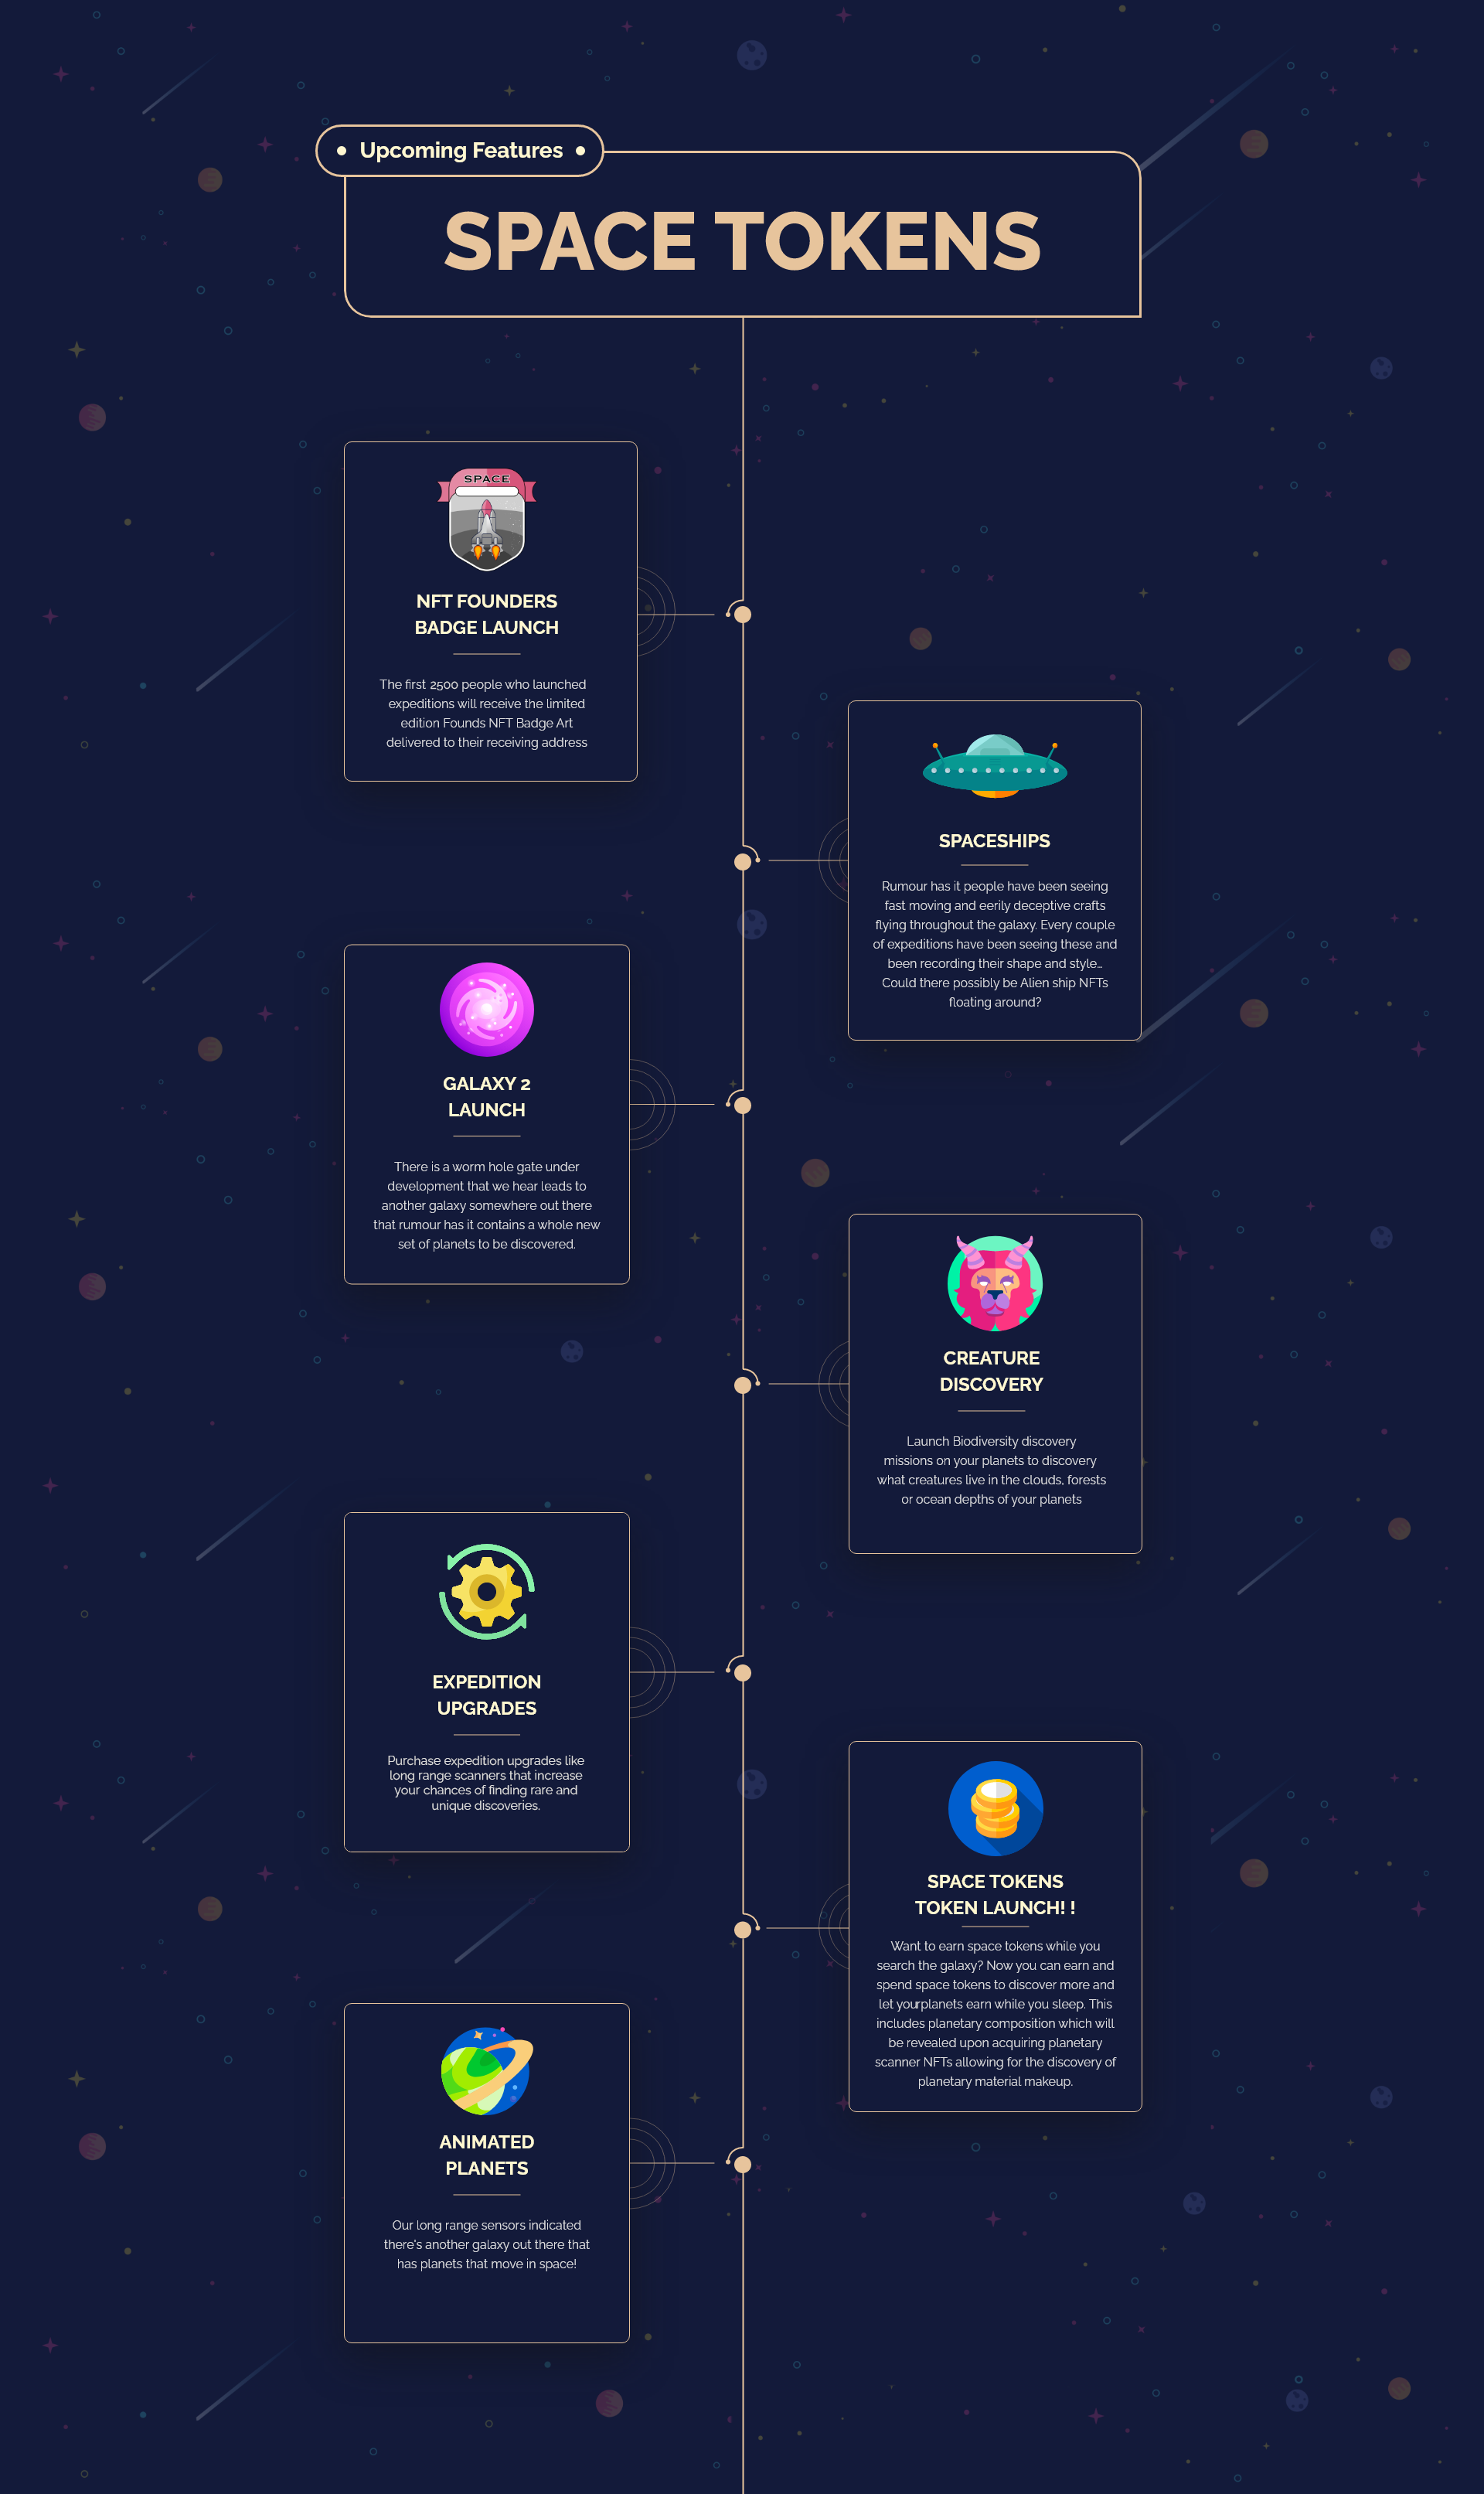 Upcoming Features
SPACE TOKENS
SPACE
NFT FOUNDERS
BADGE LAUNCH
The first 2500 people who launched
expeditions will receive the limited
edition Founds NFT Badge Art
delivered to their receiving address
SPACESHIPS
Rumour has it people have been seeing
fast moving and eerily deceptive crafts
flying throughout the galaxy. Every couple
of expeditions have been seeing these and
been recording their shape and style...
Could there possibly be Alien ship NFTs
floating around?
GALAXY 2
LAUNCH
There is a worm hole gate under
development that we hear leads to
another galaxy somewhere out there
that rumour has it contains a whole new
set of planets to be discovered.
CREATURE
DISCOVERY
Launch Biodiversity discovery
missions on your planets to discovery
what creatures live in the clouds, forests
or ocean depths of your planets
EXPEDITION
UPGRADES
Purchase expedition upgrades like
long range scanners that increase
your chances of finding rare and
unique discoveries.
SPACE TOKENS
TOKEN LAUNCH! !
Want to earn space tokens while you
search the galaxy? Now you can earn and
spend space tokens to discover more and
let yourplanets earn while you sleep. This
includes planetary composition which will
be revealed upon acquiring planetary
scanner NFTs allowing for the discovery of
planetary material makeup.
ANIMATED
PLANETS
Our long range sensors indicated
there's another galaxy out there that
has planets that move in space!